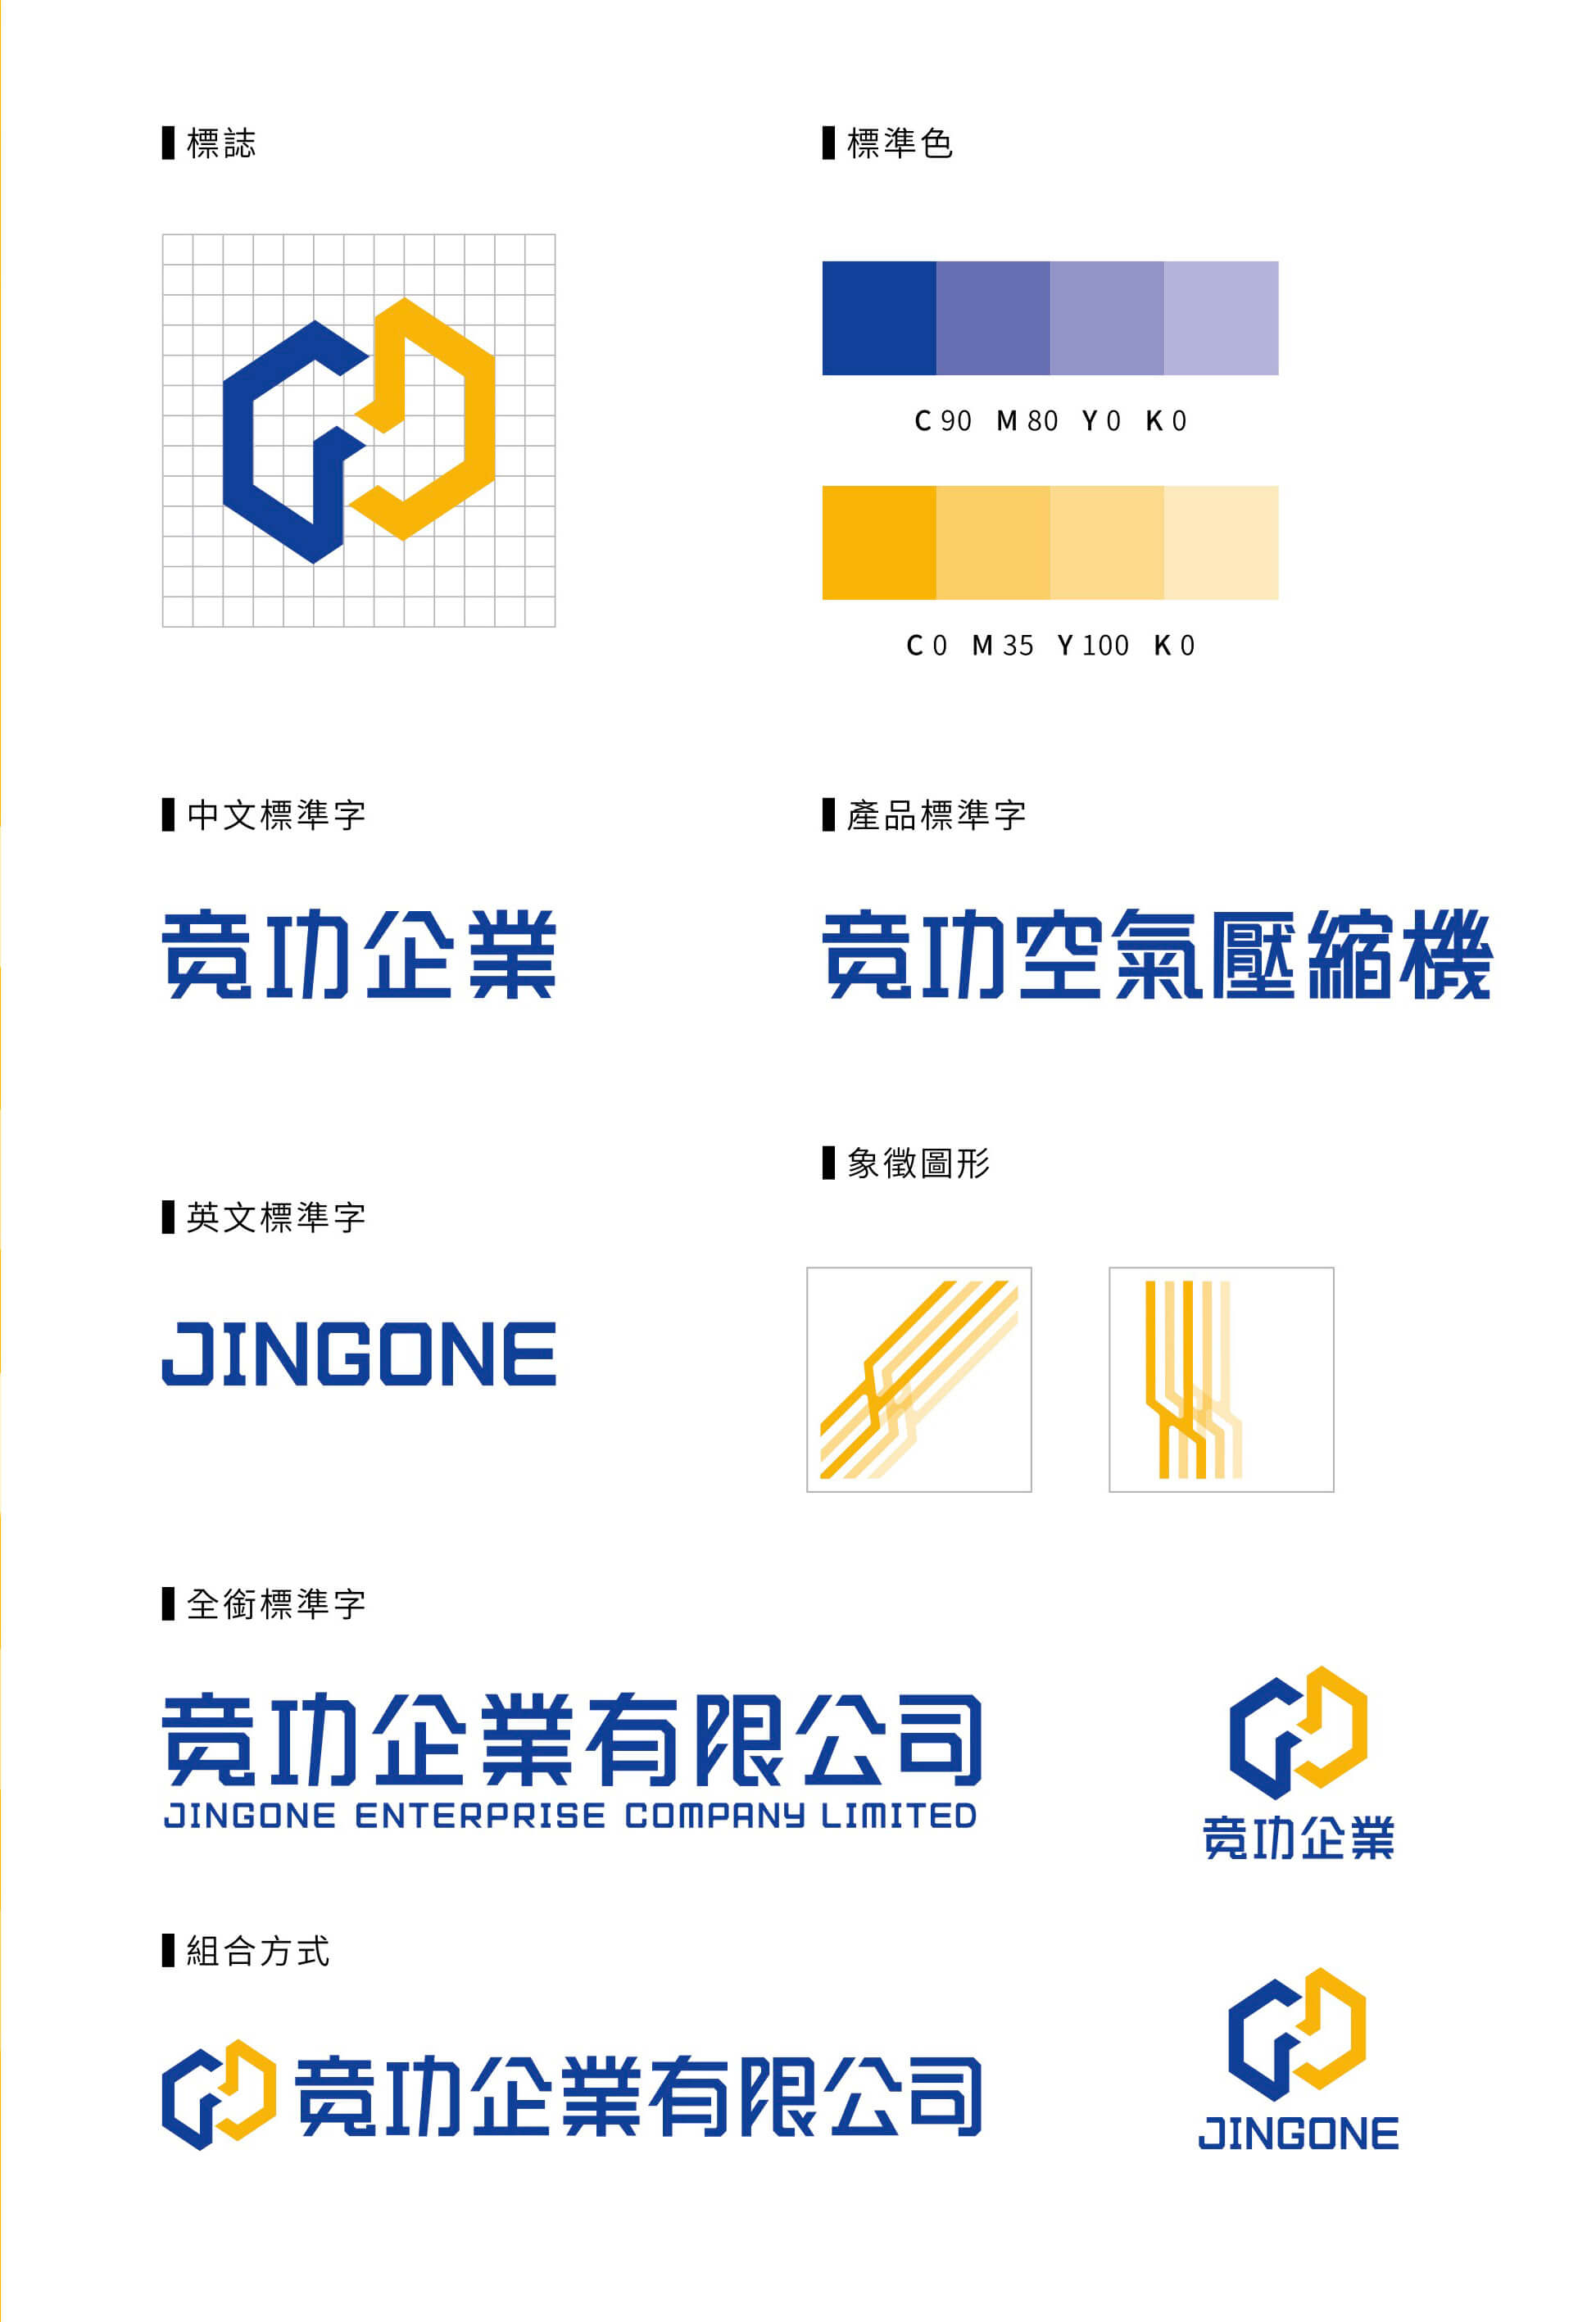 標誌
標準色
C 90 M 80 Y 0 K 0
C 0 M 35 Y 100 K 0
中文標準字
產品標準字
竟功企業
竟功空氣壓縮機
象徵圖形
英文標準字
JINGONE
全銜標準字
竟功企業有限公司
JINGONE ENTERPRISE COMPANY LIMITED
竟功企業
組合方式
竟功企業有限公司
JINGONE